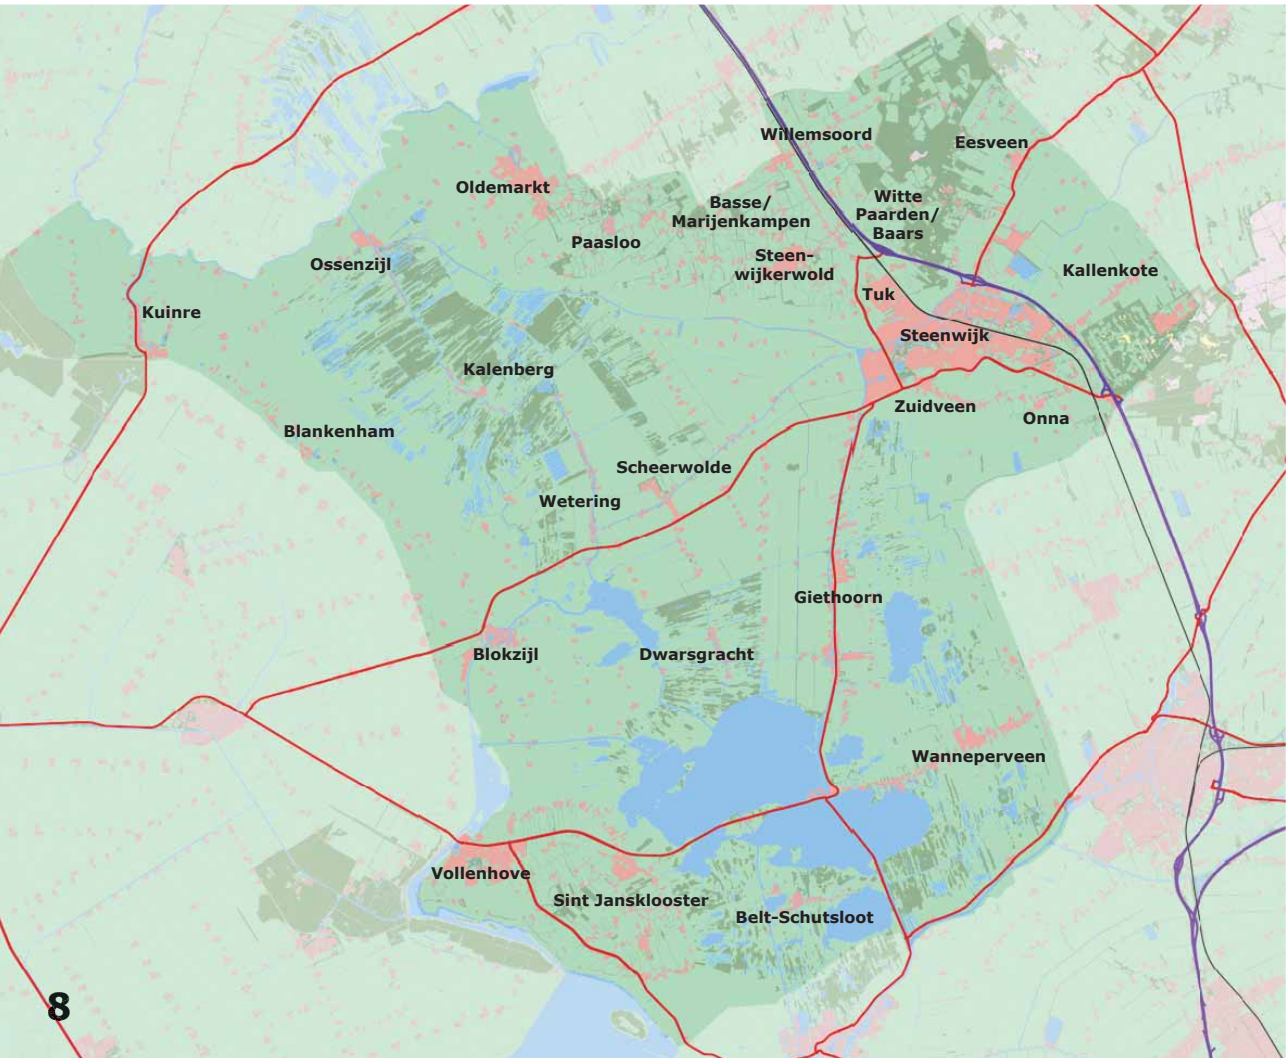 Willemsoord
Eesveen
Oldemarkt
Basse/
Marijenkampen
Witte
Paarden/
Baars
Paasloo
Steen-
wijkerwold
Ossenzijl
Kallenkote
Tuk
Kuinre
Steenwijk
Kalenberg
Zuidveen
Onna
Blankenham
Scheerwolde
Wetering
Giethoorn
Blokzijl
Dwarsgracht
Wanneperveen
Vollenhove
Sint Jansklooster
Belt-Schutsloot
8